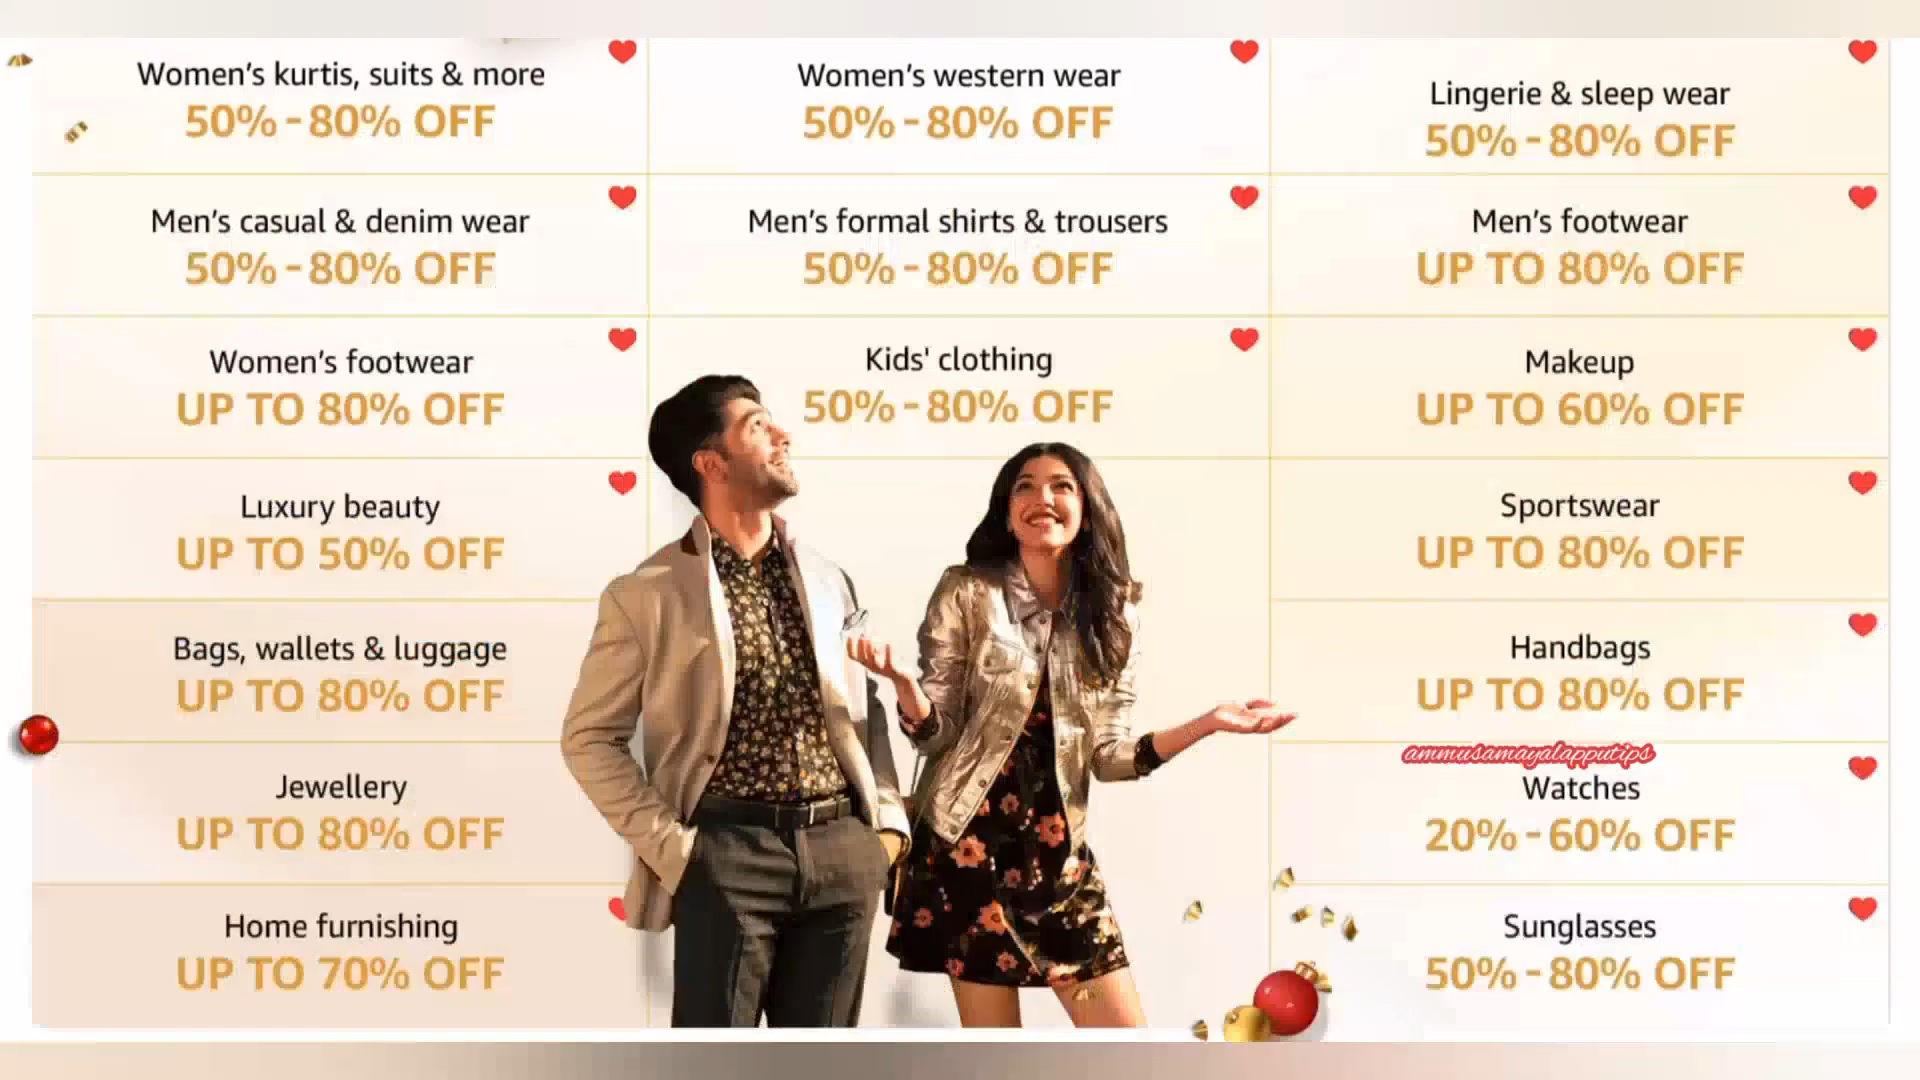 Women's kurtis, suits & more
50%-80% OFF
Women's western wear
50%-80% OFF
Lingerie & sleep wear
50%-80% OFF
Men's casual & denim wear
50%-80% OFF
Men's formal shirts & trousers
50%-80% OFF
Men's footwear
UP TO 80% OFF
Women's footwear
UP TO 80% OFF
Kids' clothing
50%-80% OFF
Makeup
UP TO 60% OFF
Luxury beauty
UP TO 50% OFF
Sportswear
UP TO 80% OFF
Bags, wallets & luggage
UP TO 80% OFF
Handbags
UP TO 80% OFF
Jewellery
UP TO 80% OFF
ammusamayalapputips
Watches
20%-60% OFF
Home furnishing
UP TO 70% OFF
Sunglasses
50%-80% OFF